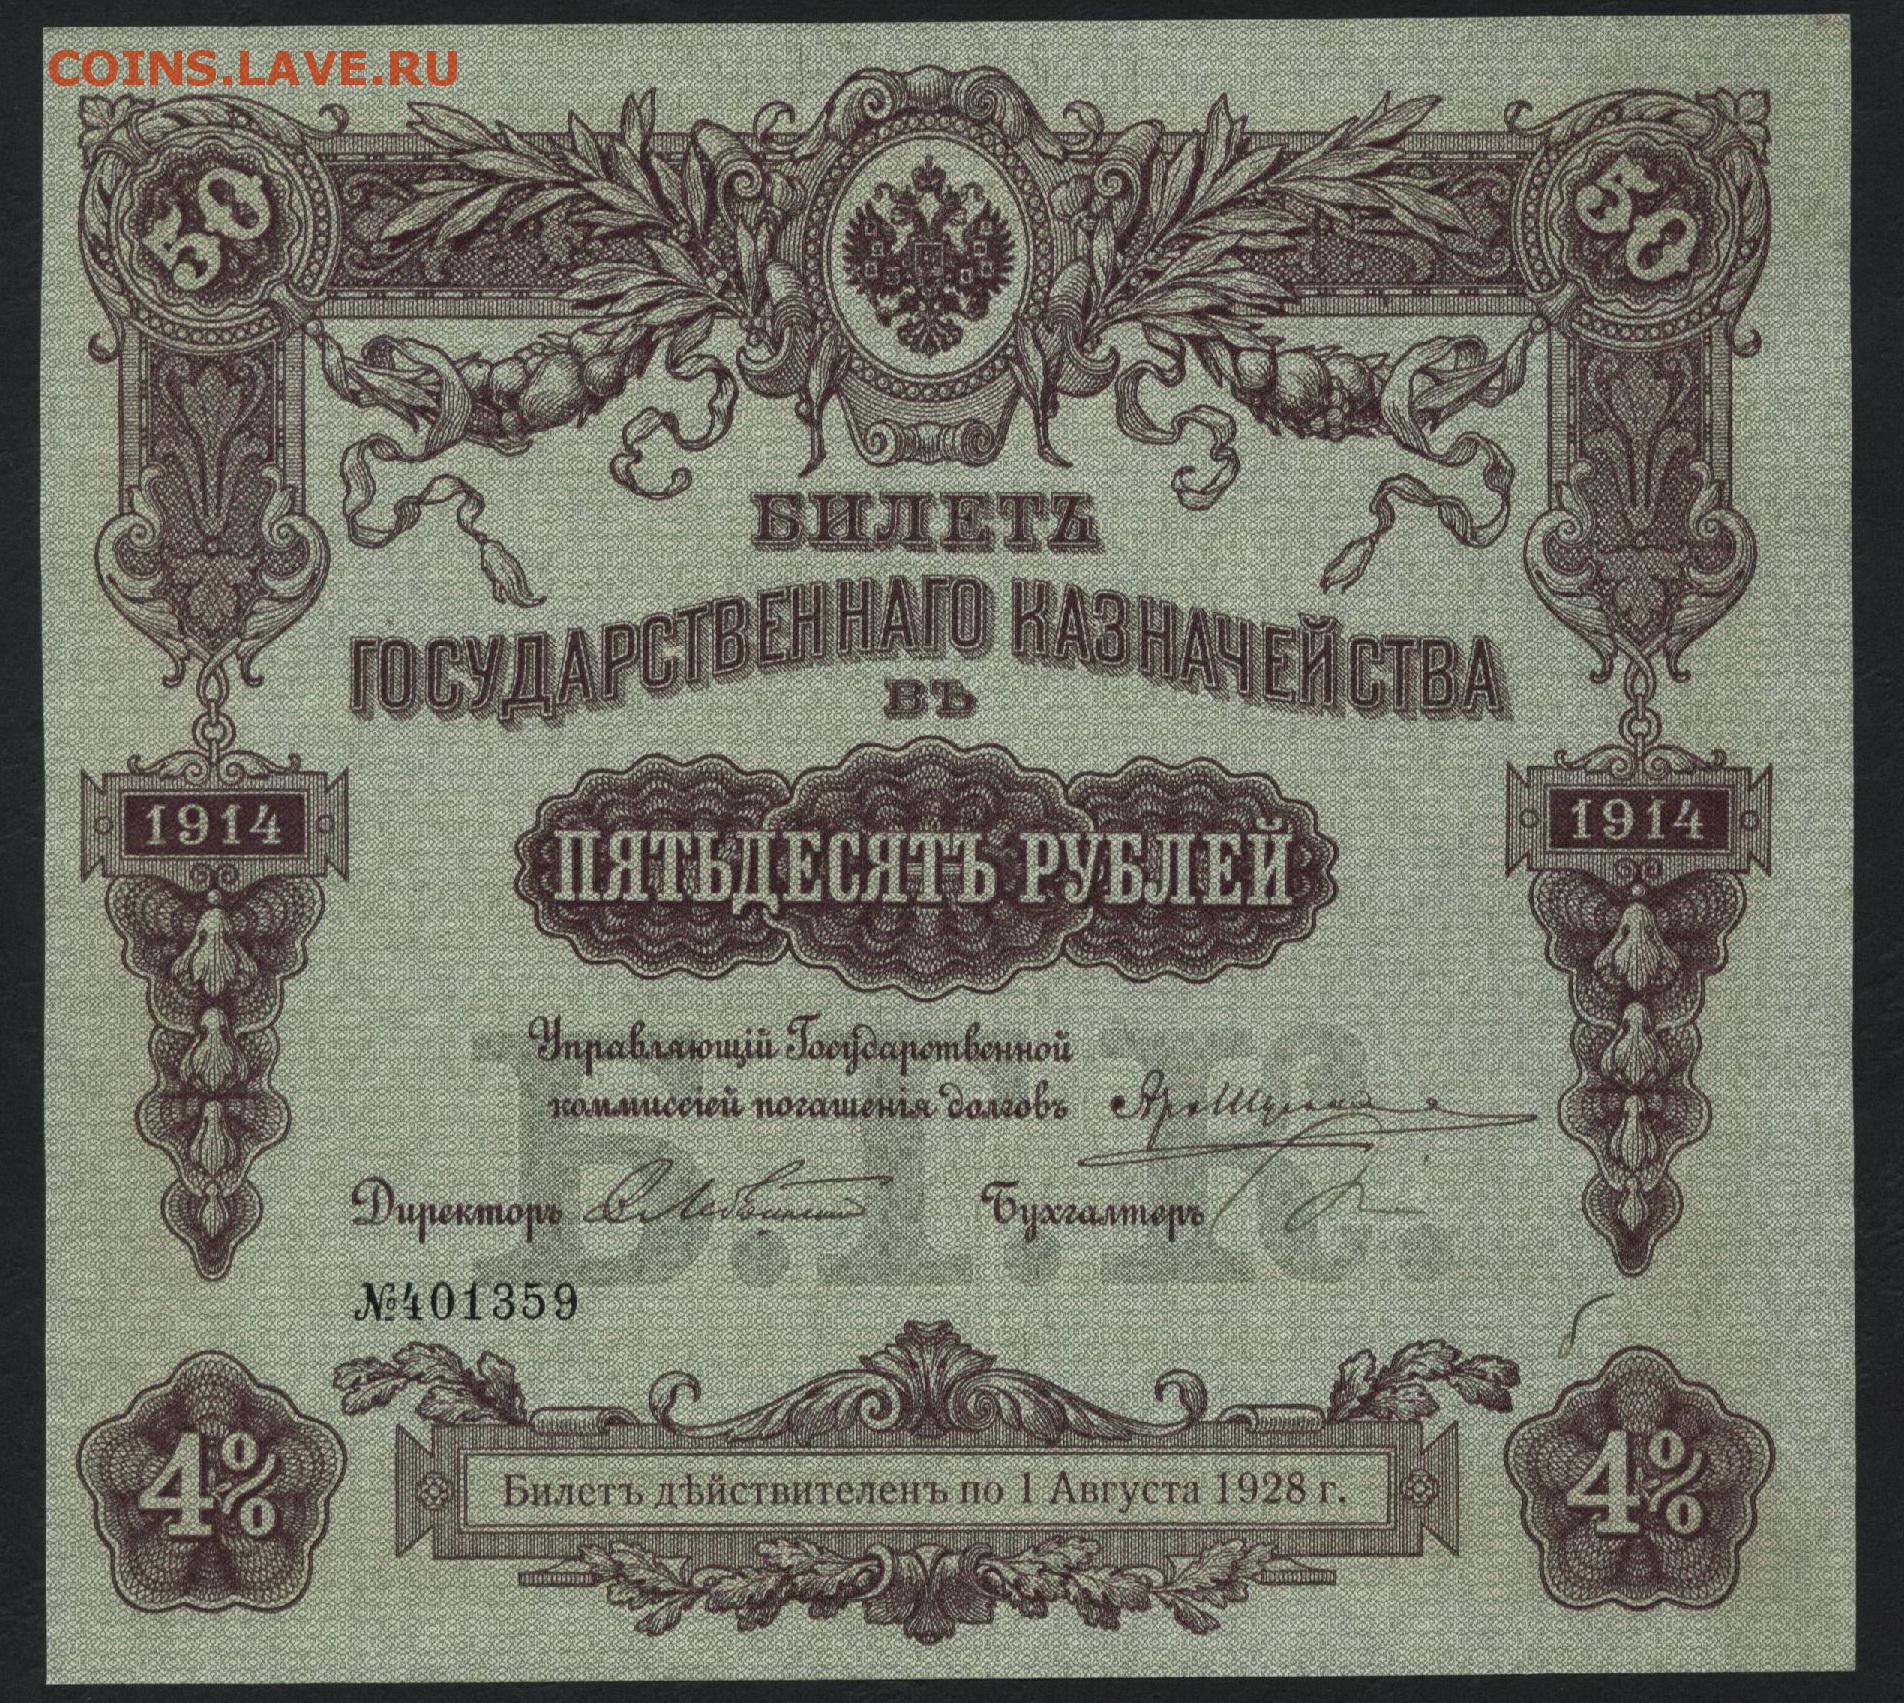 COINS.LAVE.RU
50 50
БИЛЕТЪ
ГОСУДАРСТВЕННАГО КАЗНАЧЕЙСТВА
ВЪ
1914 1914
ПЯТЬДЕСЯТЪ РУБЛЕЙ
Управляющій Государственной
коммиссіей погашенія долговъ
Директоръ Бухгалтеръ
Б.Г.К.
№401359
4% 4%
Билетъ дѣйствителенъ по 1 Августа 1928 г.